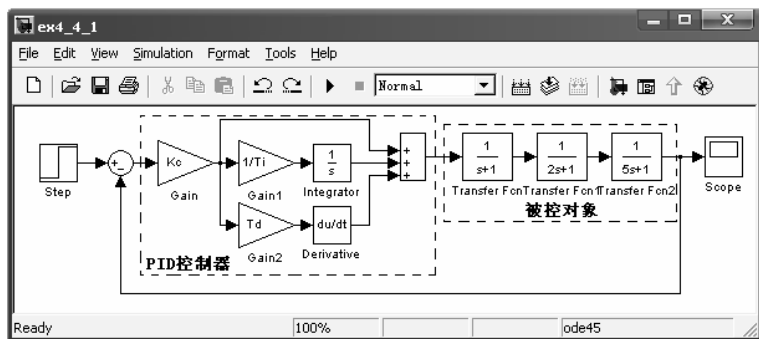 ex4_4_1
File Edit View Simulation Format Tools Help
Normal
Step
Kc
Gain
1/Ti
Gain1
1
s
Integrator
Td
Gain2
du/dt
Derivative
PID控制器
1
s+1
Transfer Fcn
1
2s+1
Transfer Fcn1
1
5s+1
Transfer Fcn2
被控对象
Scope
Ready 100% ode45